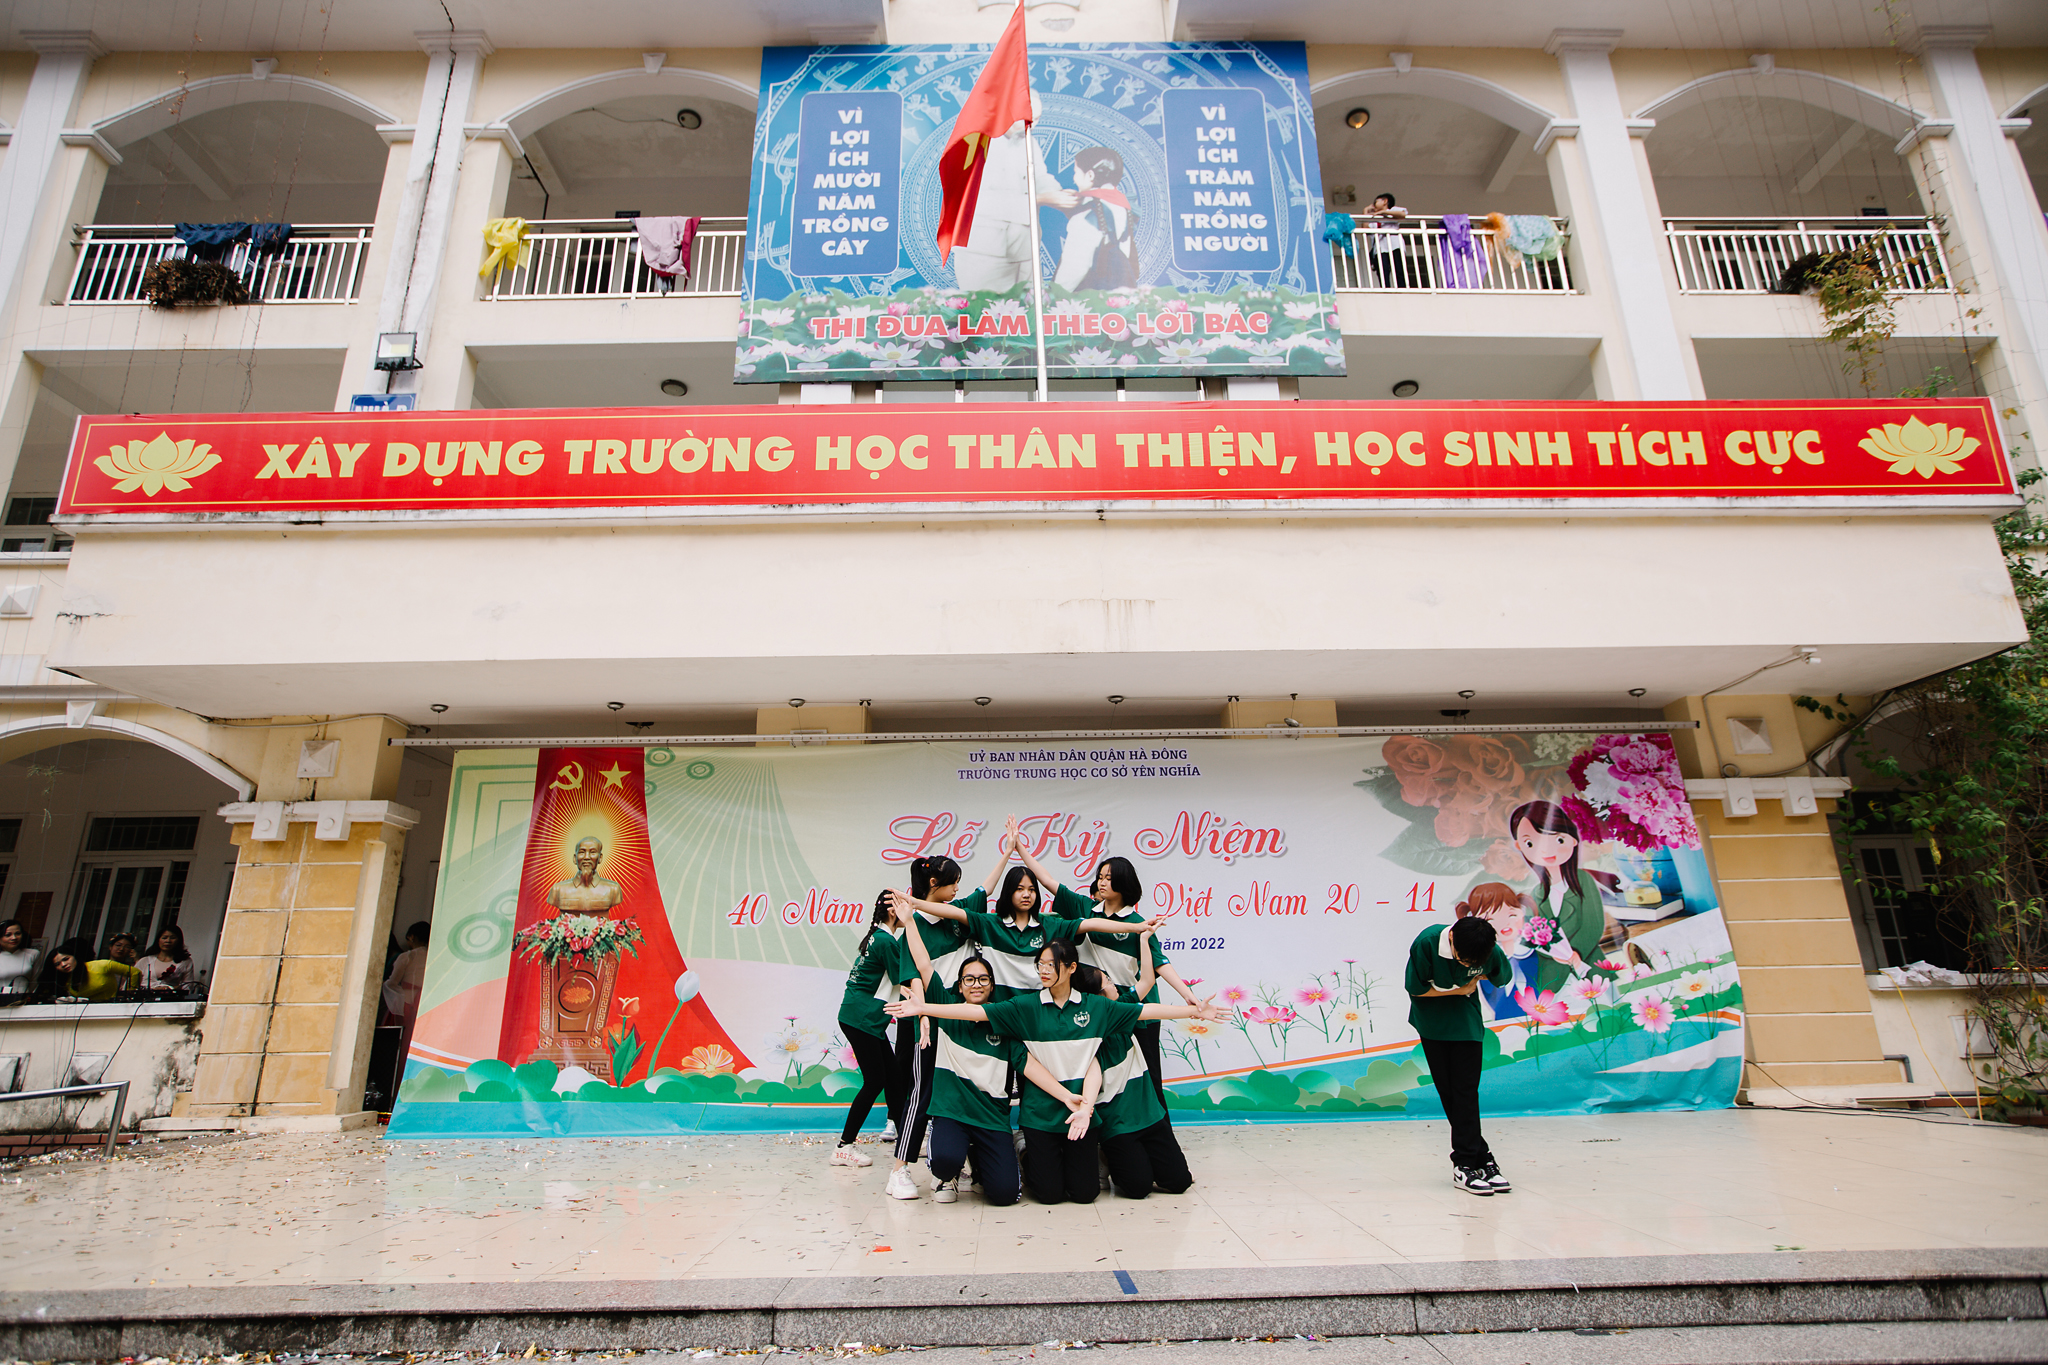 VÌ
LỢI
ÍCH
MƯỜI
NĂM
TRỒNG
CÂY
VÌ
LỢI
ÍCH
TRĂM
NĂM
TRỒNG
NGƯỜI
THI ĐUA LÀM THEO LỜI BÁC
XÂY DỰNG TRƯỜNG HỌC THÂN THIỆN, HỌC SINH TÍCH CỰC
UỶ BAN NHÂN DÂN QUẬN HÀ ĐÔNG
TRƯỜNG TRUNG HỌC CƠ SỞ YÊN NGHĨA
Lễ Kỷ Niệm
40 Năm Việt Nam 20 - 11
năm 2022